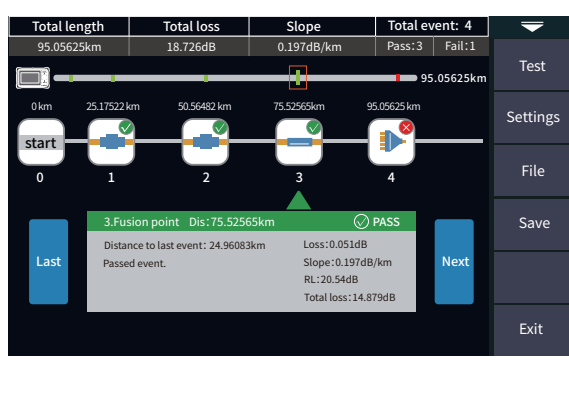 Total length Total loss Slope Total event: 4
95.05625km 18.726dB 0.197dB/km Pass:3 Fail:1
Test
95.05625km
0km 25.17522 km 50.56482 km 75.52565km 95.05625 km
Settings
start
0 1 2 3 4
File
3.Fusion point Dis:75.52565km PASS
Save
Distance to last event: 24.96083km Loss:0.051dB
Last Passed event. Slope:0.197dB/km Next
RL:20.54dB
Total loss:14.879dB
Exit